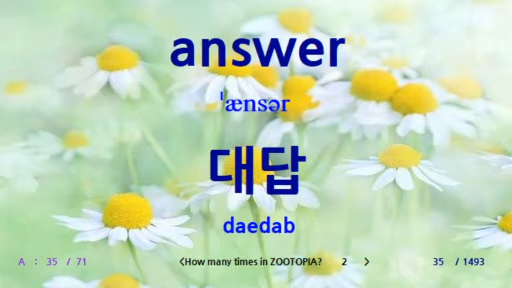 answer
ˈænsər
대답
daedab
A : 35 / 71 <How many times in ZOOTOPIA? 2 > 35 / 1493